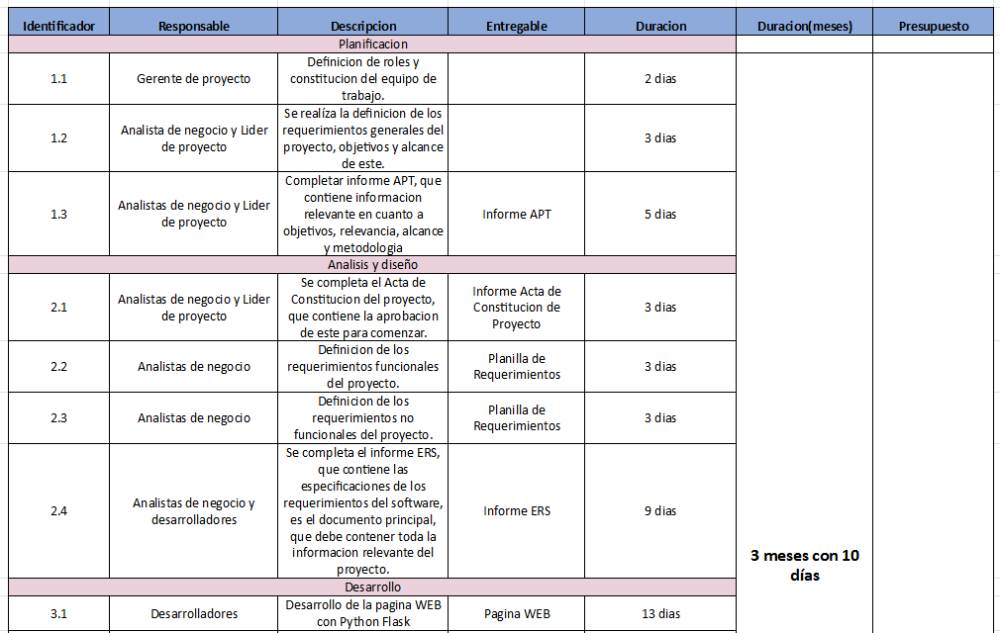 Identificador Responsable Descripcion Entregable Duracion Duracion(meses) Presupuesto
Planificacion
1.1
Gerente de proyecto
Definicion de roles y
constitucion del equipo de
trabajo.
2 dias
1.2
Analista de negocio y Lider
de proyecto
Se realíza la definicion de los
requerimientos generales del
proyecto, objetivos y alcance
de este.
3 dias
1.3
Analistas de negocio y Lider
de proyecto
Completar informe APT, que
contiene informacion
relevante en cuanto a
objetivos, relevancia, alcance
y metodologia
Informe APT
5 dias
Analisis y diseño
2.1
Analistas de negocio y Lider
de proyecto
Se completa el Acta de
Constitucion del proyecto,
que contiene la aprobacion
de este para comenzar.
Informe Acta de
Constitucion de
Proyecto
3 dias
2.2
Analistas de negocio
Definicion de los
requerimientos funcionales
del proyecto.
Planilla de
Requerimientos
3 dias
2.3
Analistas de negocio
Definicion de los
requerimientos no
funcionales del proyecto.
Planilla de
Requerimientos
3 dias
2.4
Analistas de negocio y
desarrolladores
Se completa el informe ERS,
que contiene las
especificaciones de los
requerimientos del software,
es el documento principal,
que debe contener toda la
informacion relevante del
proyecto.
Informe ERS
9 dias
3 meses con 10
días
Desarrollo
3.1
Desarrolladores
Desarrollo de la pagina WEB
con Python Flask
Pagina WEB
13 dias